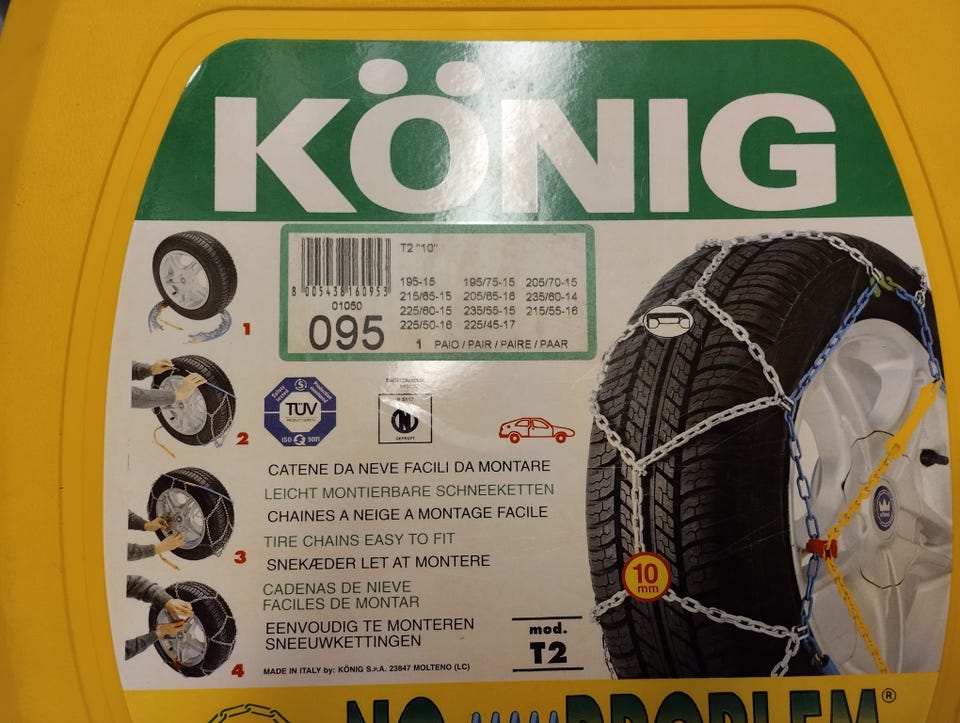 KÖNIG
T2 "10"
195-15 195/75-15 205/70-15
215/65-15 205/65-16 235/60-14
225/60-15 235/55-15 215/55-16
225/50-16 225/45-17
1 PAIO / PAIR / PAIRE / PAAR
8 005438 160953
01050
095
1
2
3
4
TÜV
ISO 9001
V 5117
GEPRÜFT
CATENE DA NEVE FACILI DA MONTARE
LEICHT MONTIERBARE SCHNEEKETTEN
CHAINES A NEIGE A MONTAGE FACILE
TIRE CHAINS EASY TO FIT
SNEKÆDER LET AT MONTERE
CADENAS DE NIEVE
FACILES DE MONTAR
EENVOUDIG TE MONTEREN
SNEEUWKETTINGEN
MADE IN ITALY by: KÖNIG S.P.A. 23847 MOLTENO (LC)
mod.
T2
10
mm
NO PROBLEM®